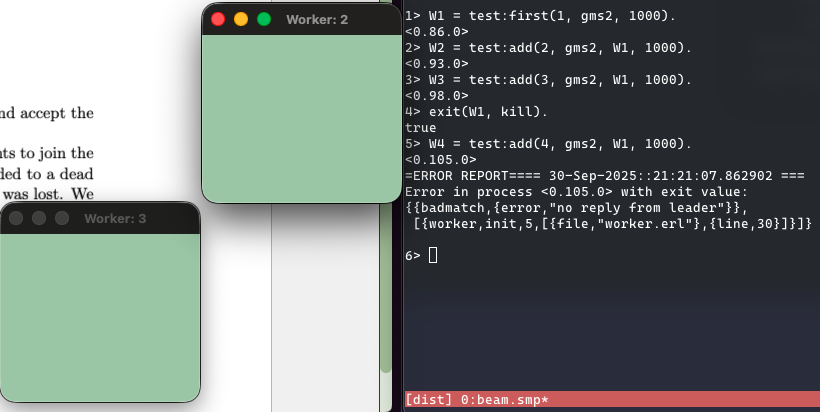 nd accept the
nts to join the
ded to a dead
was lost. We
Worker: 2
Worker: 3
1> W1 = test:first(1, gms2, 1000).
<0.86.0>
2> W2 = test:add(2, gms2, W1, 1000).
<0.93.0>
3> W3 = test:add(3, gms2, W1, 1000).
<0.98.0>
4> exit(W1, kill).
true
5> W4 = test:add(4, gms2, W1, 1000).
<0.105.0>
=ERROR REPORT==== 30-Sep-2025::21:21:07.862902 ===
Error in process <0.105.0> with exit value:
{{badmatch,{error,"no reply from leader"}},
 [{worker,init,5,[{file,"worker.erl"},{line,30}]}]}
6>
[dist] 0:beam.smp*